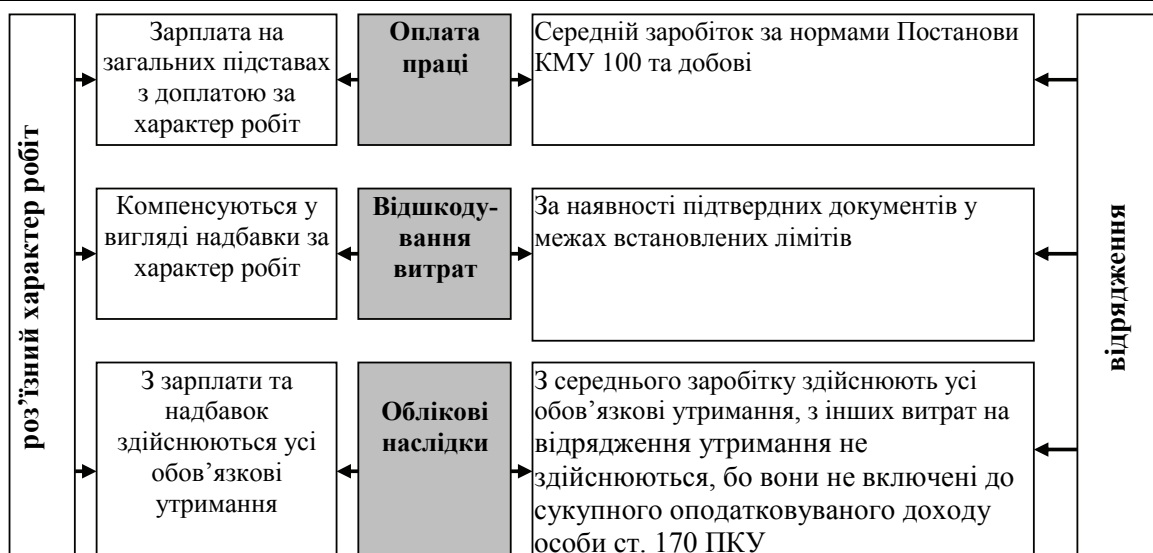 роз’їзний характер робіт
Зарплата на
загальних підставах
з доплатою за
характер робіт
Оплата
праці
Середній заробіток за нормами Постанови
КМУ 100 та добові
Компенсуються у
вигляді надбавки за
характер робіт
Відшкоду-
вання
витрат
За наявності підтвердних документів у
межах встановлених лімітів
З зарплати та
надбавок
здійснюються усі
обов’язкові
утримання
Облікові
наслідки
З середнього заробітку здійснюють усі
обов’язкові утримання, з інших витрат на
відрядження утримання не
здійснюються, бо вони не включені до
сукупного оподатковуваного доходу
особи ст. 170 ПКУ
відрядження